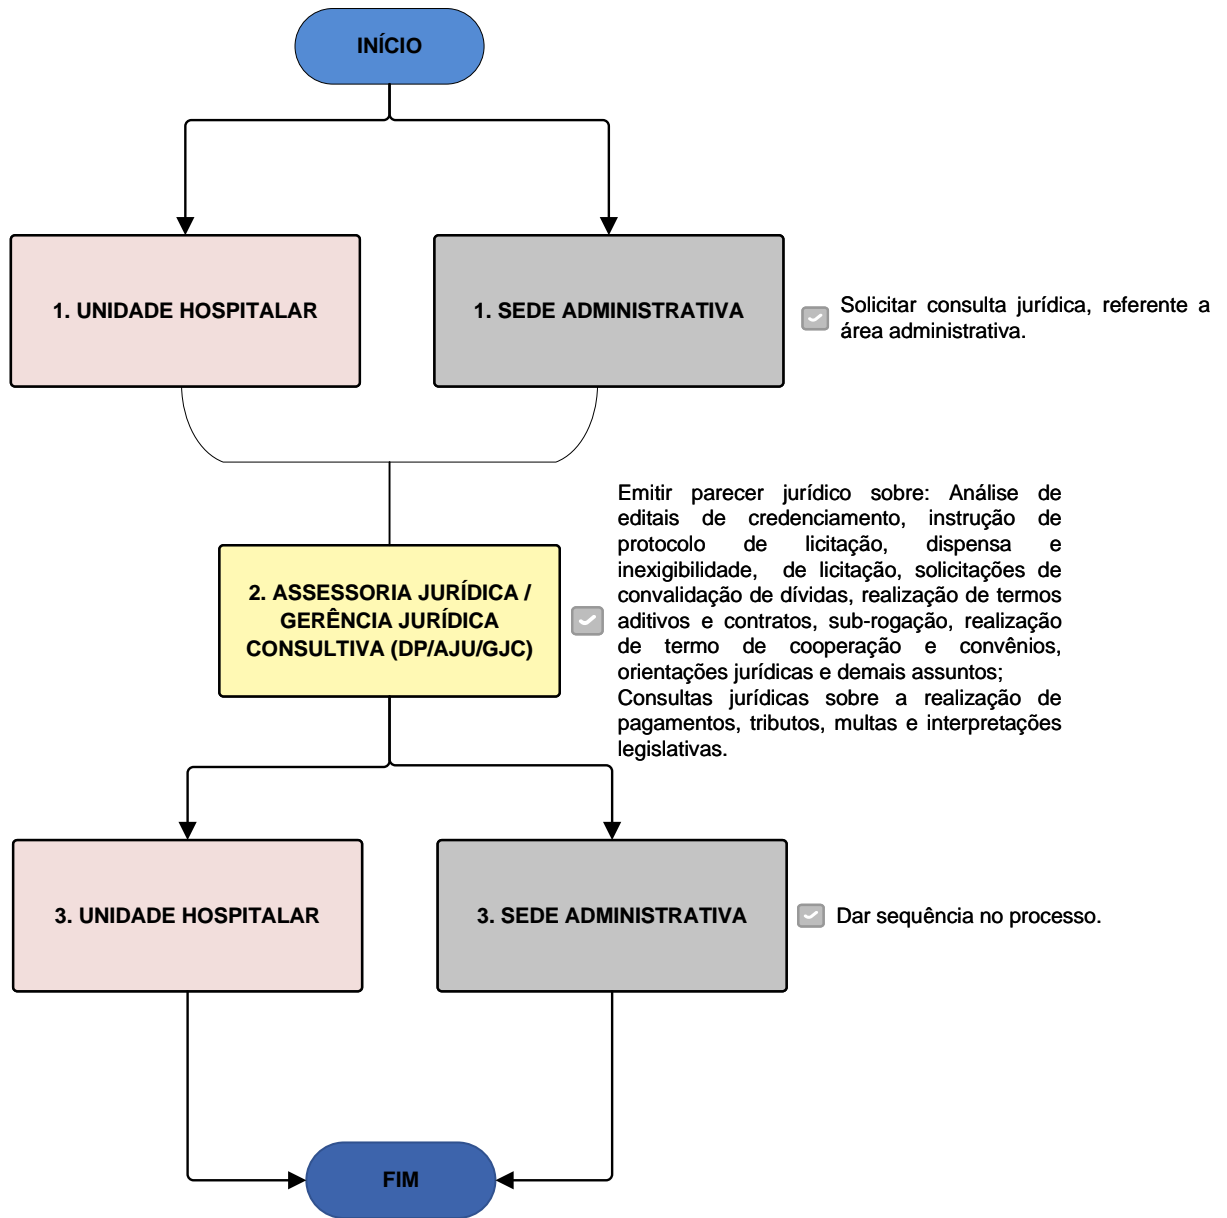 INÍCIO
1. UNIDADE HOSPITALAR
1. SEDE ADMINISTRATIVA
Solicitar consulta jurídica, referente a
área administrativa.
2. ASSESSORIA JURÍDICA /
GERÊNCIA JURÍDICA
CONSULTIVA (DP/AJU/GJC)
Emitir parecer jurídico sobre: Análise de
editais de credenciamento, instrução de
protocolo de licitação, dispensa e
inexigibilidade, de licitação, solicitações de
convalidação de dívidas, realização de termos
aditivos e contratos, sub-rogação, realização
de termo de cooperação e convênios,
orientações jurídicas e demais assuntos;
Consultas jurídicas sobre a realização de
pagamentos, tributos, multas e interpretações
legislativas.
3. UNIDADE HOSPITALAR
3. SEDE ADMINISTRATIVA
Dar sequência no processo.
FIM